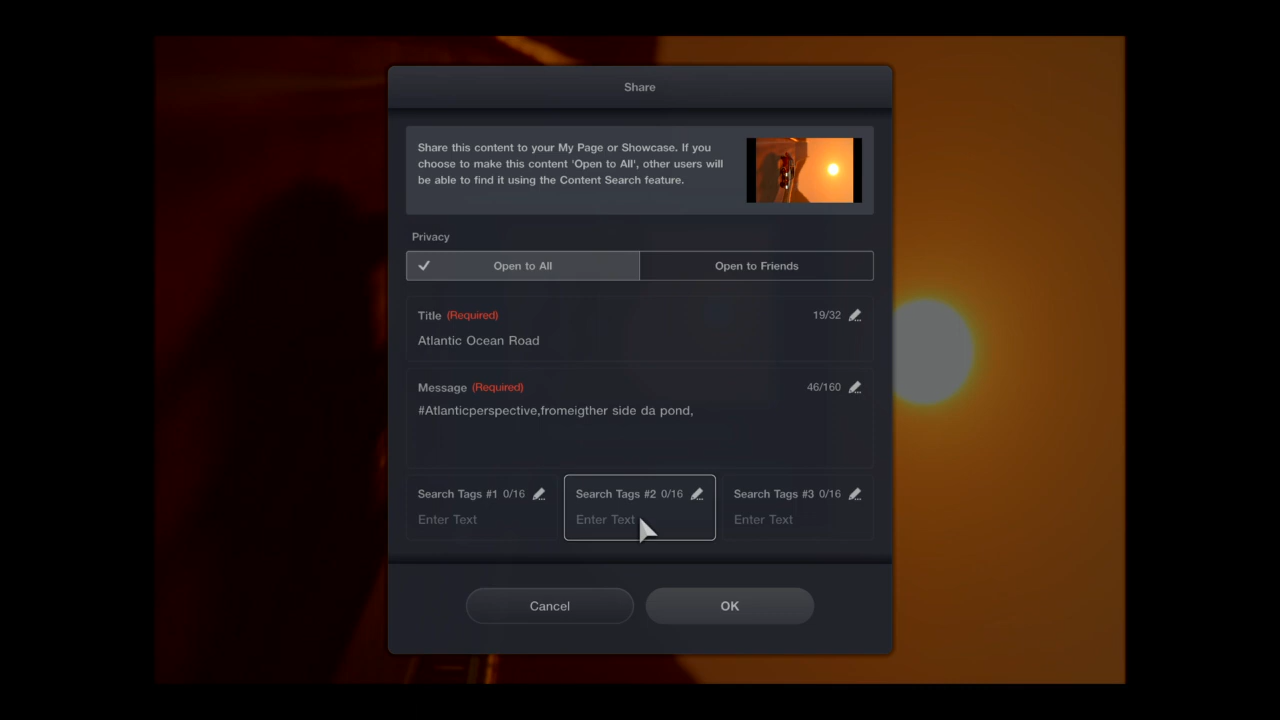 Share
Share this content to your My Page or Showcase. If you
choose to make this content 'Open to All', other users will
be able to find it using the Content Search feature.
Privacy
Open to All
Open to Friends
Title (Required) 19/32
Atlantic Ocean Road
Message (Required) 46/160
#Atlanticperspective,fromeigther side da pond,
Search Tags #1 0/16
Enter Text
Search Tags #2 0/16
Enter Text
Search Tags #3 0/16
Enter Text
Cancel
OK